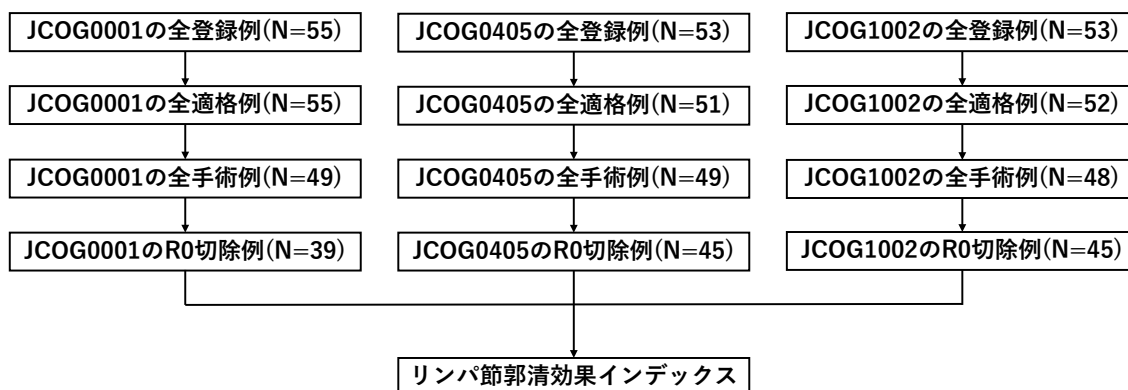 JCOG0001の全登録例(N=55)
JCOG0405の全登録例(N=53)
JCOG1002の全登録例(N=53)
JCOG0001の全適格例(N=55)
JCOG0405の全適格例(N=51)
JCOG1002の全適格例(N=52)
JCOG0001の全手術例(N=49)
JCOG0405の全手術例(N=49)
JCOG1002の全手術例(N=48)
JCOG0001のR0切除例(N=39)
JCOG0405のR0切除例(N=45)
JCOG1002のR0切除例(N=45)
リンパ節郭清効果インデックス